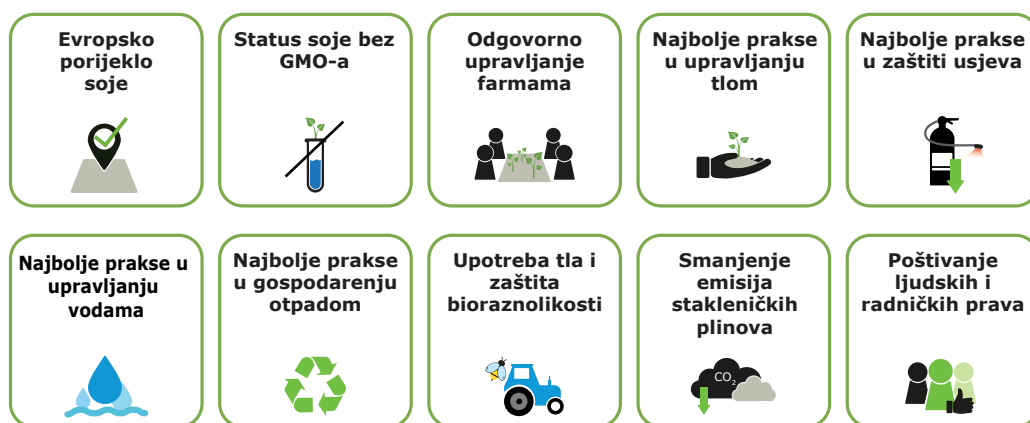 Evropsko
porijeklo
soje
Status soje bez
GMO-a
Odgovorno
upravljanje
farmama
Najbolje prakse
u upravljanju
tlom
Najbolje prakse
u zaštiti usjeva
Najbolje prakse u
upravljanju
vodama
Najbolje prakse
u gospodarenju
otpadom
Upotreba tla i
zaštita
bioraznolikosti
Smanjenje
emisija
stakleničkih
plinova
CO₂
Poštivanje
ljudskih i
radničkih prava